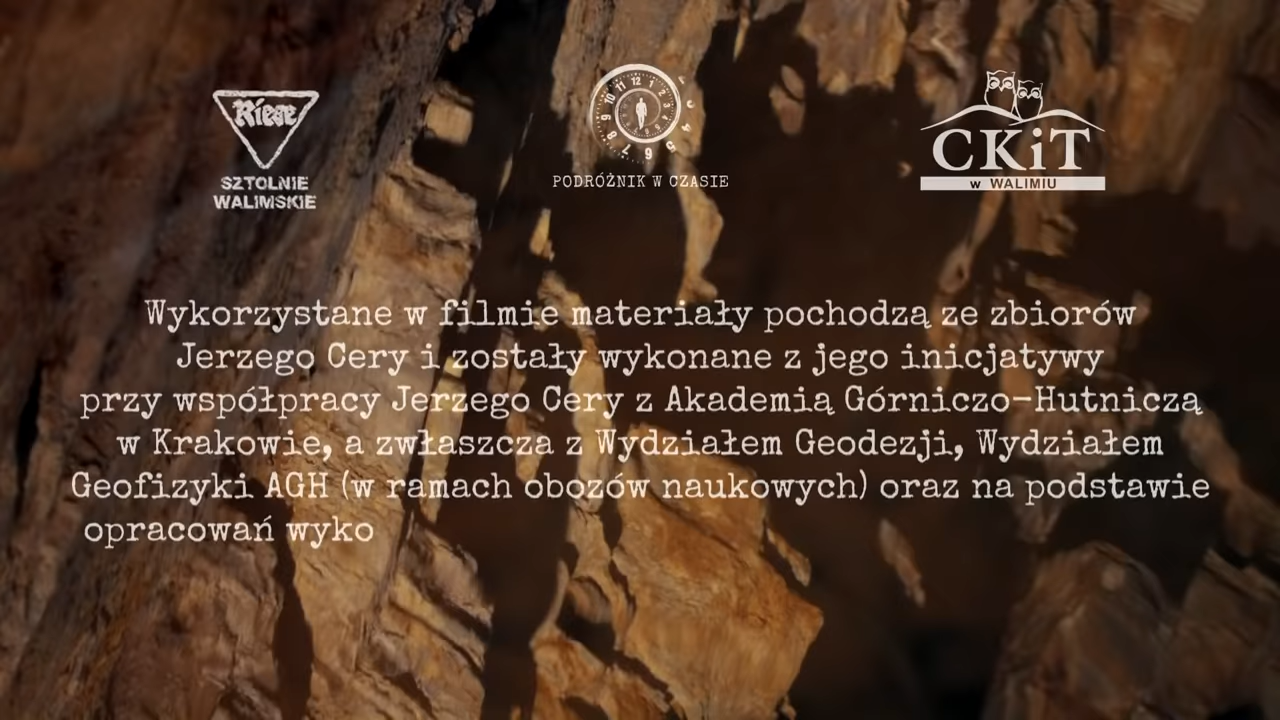 Riese
SZTOLNIE
WALIMSKIE
PODRÓŻNIK W CZASIE
CKiT
w WALIMIU
Wykorzystane w filmie materiały pochodzą ze zbiorów
Jerzego Cery i zostały wykonane z jego inicjatywy
przy współpracy Jerzego Cery z Akademią Górniczo-Hutniczą
w Krakowie, a zwłaszcza z Wydziałem Geodezji, Wydziałem
Geofizyki AGH (w ramach obozów naukowych) oraz na podstawie
opracowań wyko